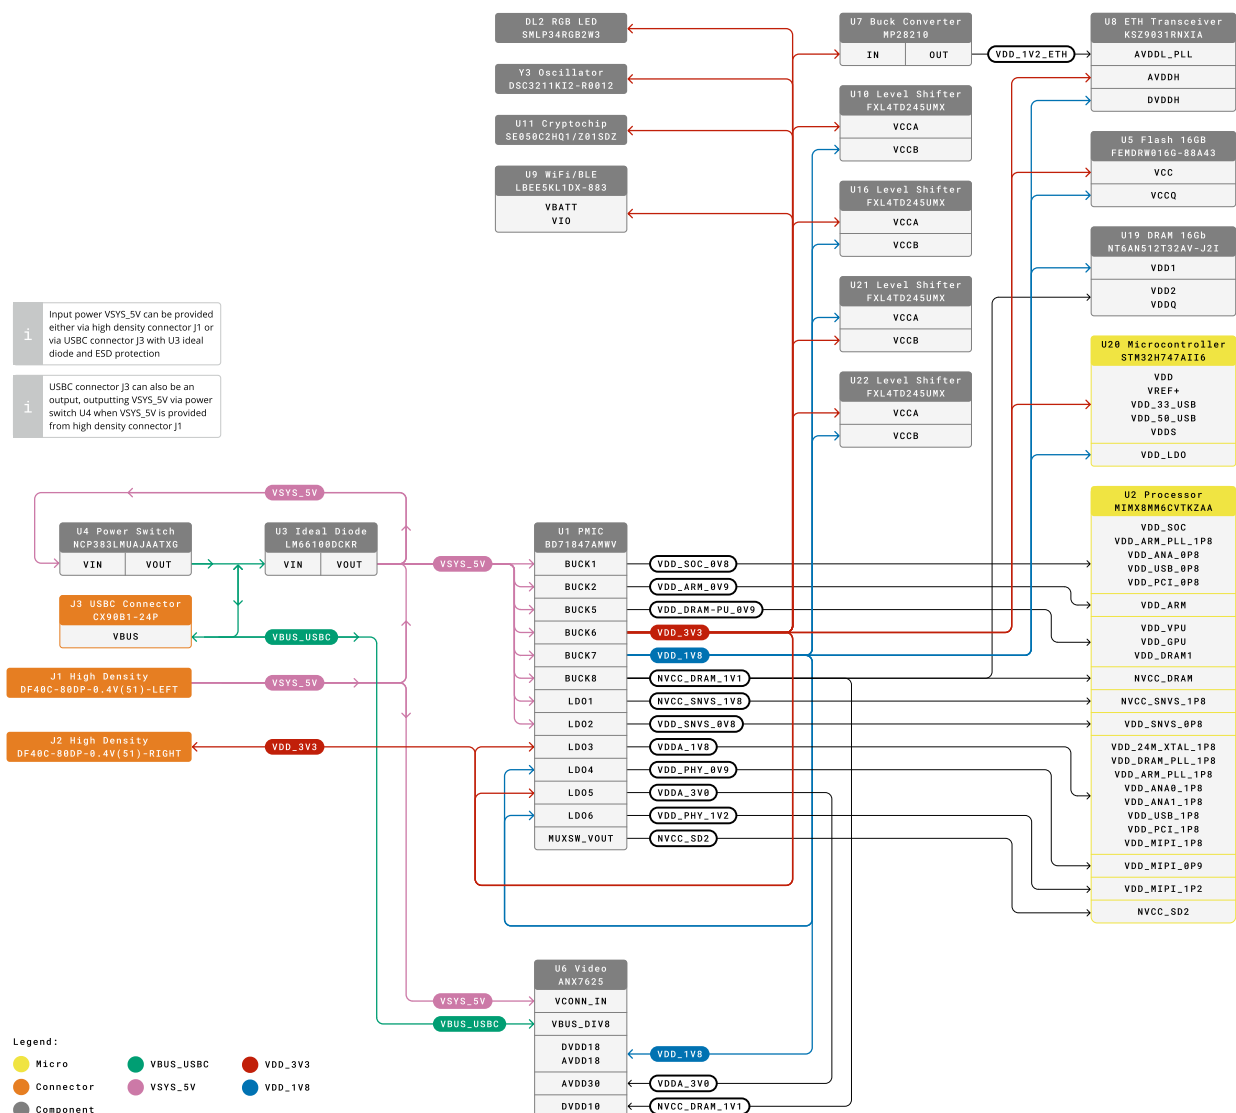 DL2 RGB LED
SMLP34RGB2W3
Y3 Oscillator
DSC3211KI2-R0012
U11 Cryptochip
SE050C2HQ1/Z01SDZ
U9 WiFi/BLE
LBEE5KL1DX-883
VBATT
VIO
U7 Buck Converter
MP28210
IN OUT
VDD_1V2_ETH
U10 Level Shifter
FXL4TD245UMX
VCCA
VCCB
U16 Level Shifter
FXL4TD245UMX
VCCA
VCCB
U21 Level Shifter
FXL4TD245UMX
VCCA
VCCB
U22 Level Shifter
FXL4TD245UMX
VCCA
VCCB
U8 ETH Transceiver
KSZ9031RNXIA
AVDDL_PLL
AVDDH
DVDDH
U5 Flash 16GB
FEMDRW016G-88A43
VCC
VCCQ
U19 DRAM 16Gb
NT6AN512T32AV-J2I
VDD1
VDD2
VDDQ
U20 Microcontroller
STM32H747AII6
VDD
VREF+
VDD_33_USB
VDD_50_USB
VDDS
VDD_LDO
U2 Processor
MIMX8MM6CVTKZAA
VDD_SOC
VDD_ARM_PLL_1P8
VDD_ANA_0P8
VDD_USB_0P8
VDD_PCI_0P8
VDD_ARM
VDD_VPU
VDD_GPU
VDD_DRAM1
NVCC_DRAM
NVCC_SNVS_1P8
VDD_SNVS_0P8
VDD_24M_XTAL_1P8
VDD_DRAM_PLL_1P8
VDD_ARM_PLL_1P8
VDD_ANA0_1P8
VDD_ANA1_1P8
VDD_USB_1P8
VDD_PCI_1P8
VDD_MIPI_1P8
VDD_MIPI_0P9
VDD_MIPI_1P2
NVCC_SD2
i
Input power VSYS_5V can be provided
either via high density connector J1 or
via USBC connector J3 with U3 ideal
diode and ESD protection
i
USBC connector J3 can also be an
output, outputting VSYS_5V via power
switch U4 when VSYS_5V is provided
from high density connector J1
VSYS_5V
U4 Power Switch
NCP383LMUAJAATXG
VIN VOUT
U3 Ideal Diode
LM66100DCKR
VIN VOUT
VSYS_5V
J3 USBC Connector
CX90B1-24P
VBUS
VBUS_USBC
J1 High Density
DF40C-80DP-0.4V(51)-LEFT
VSYS_5V
J2 High Density
DF40C-80DP-0.4V(51)-RIGHT
VDD_3V3
U1 PMIC
BD71847AMWV
BUCK1 VDD_SOC_0V8
BUCK2 VDD_ARM_0V9
BUCK5 VDD_DRAM-PU_0V9
BUCK6 VDD_3V3
BUCK7 VDD_1V8
BUCK8 NVCC_DRAM_1V1
LDO1 NVCC_SNVS_1V8
LDO2 VDD_SNVS_0V8
LDO3 VDDA_1V8
LDO4 VDD_PHY_0V9
LDO5 VDDA_3V0
LDO6 VDD_PHY_1V2
MUXSW_VOUT NVCC_SD2
U6 Video
ANX7625
VSYS_5V VCONN_IN
VBUS_USBC VBUS_DIV8
DVDD18
AVDD18
VDD_1V8
AVDD30 VDDA_3V0
DVDD10 NVCC_DRAM_1V1
Legend:
Micro VBUS_USBC VDD_3V3
Connector VSYS_5V VDD_1V8
Component